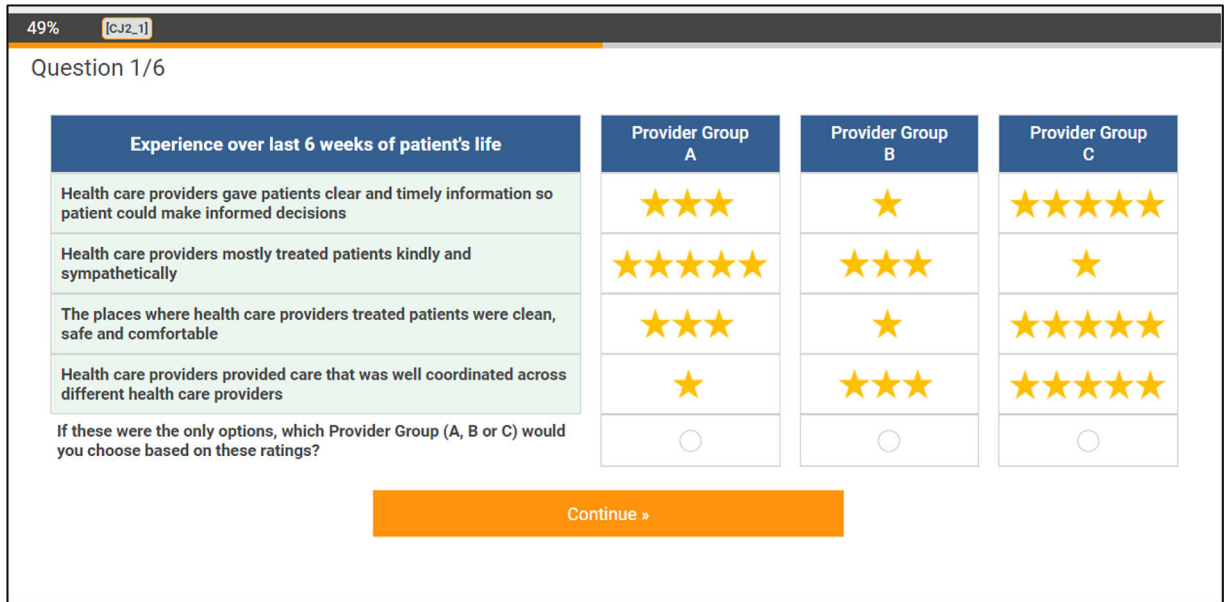 49%
[CJ2_1]
Question 1/6
Experience over last 6 weeks of patient's life
Provider Group
A
Provider Group
B
Provider Group
C
Health care providers gave patients clear and timely information so
patient could make informed decisions
Health care providers mostly treated patients kindly and
sympathetically
The places where health care providers treated patients were clean,
safe and comfortable
Health care providers provided care that was well coordinated across
different health care providers
If these were the only options, which Provider Group (A, B or C) would
you choose based on these ratings?
Continue »